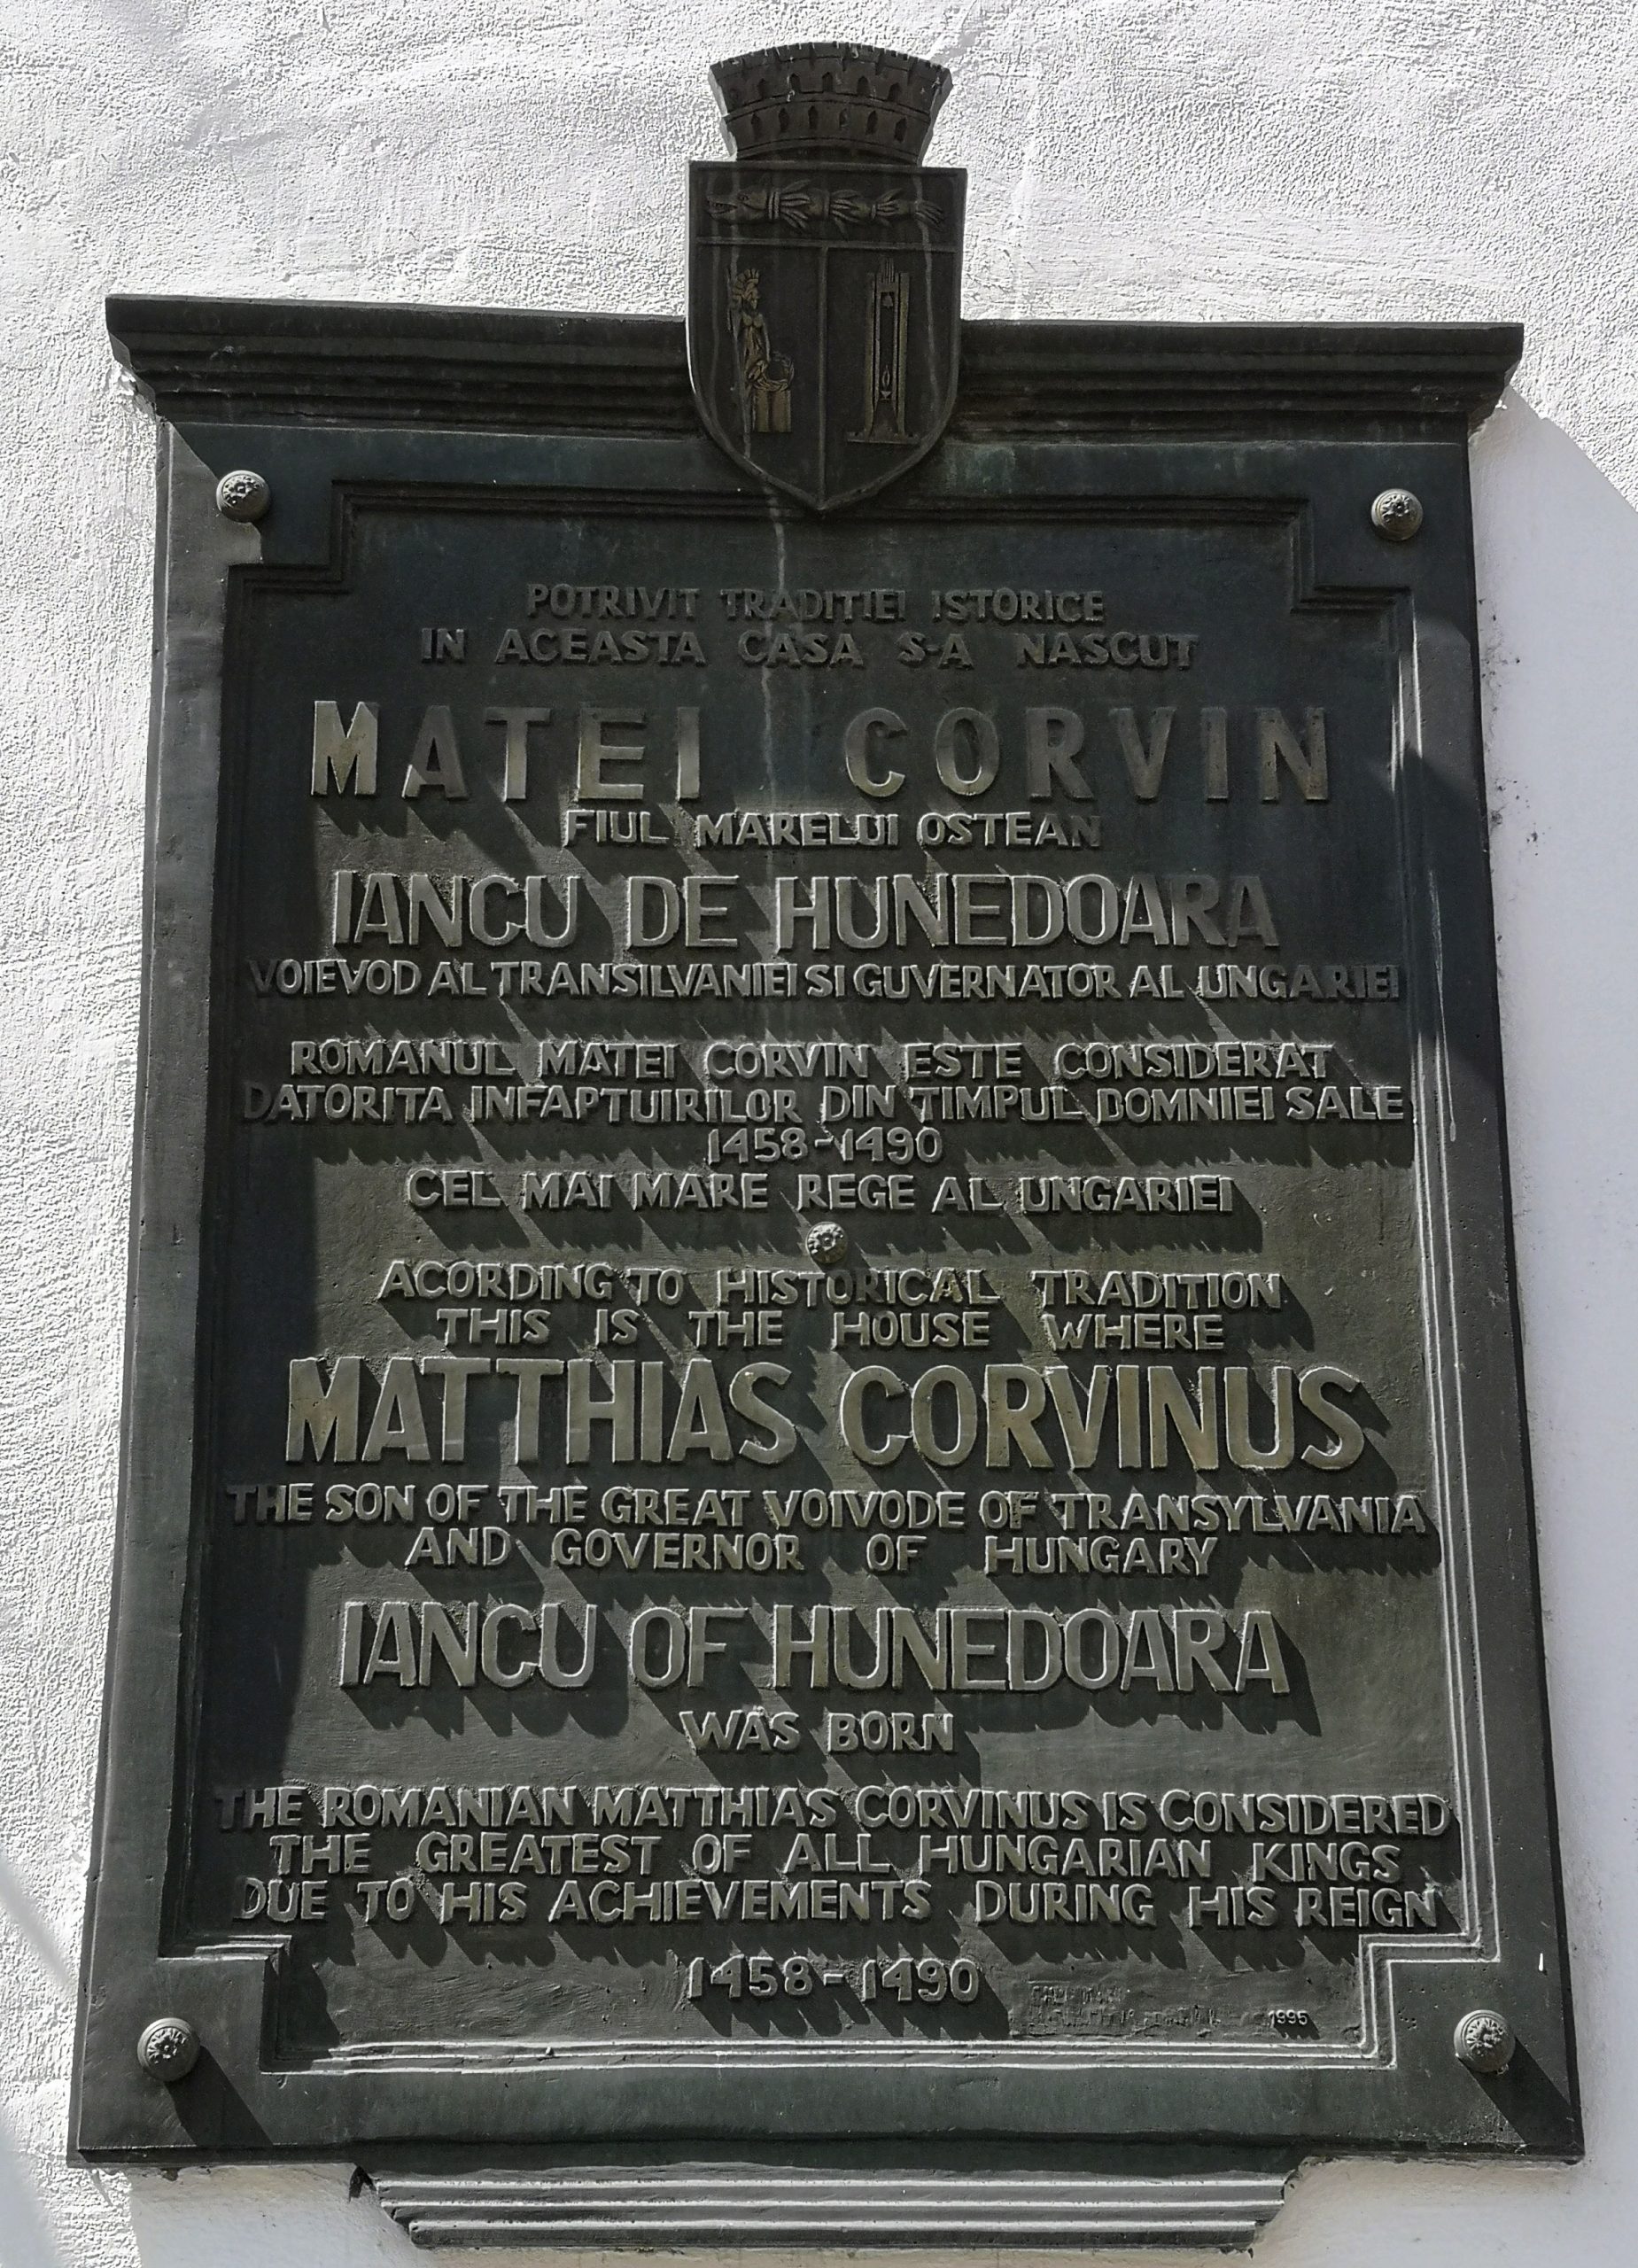 POTRIVIT TRADITIEI ISTORICE
IN ACEASTA CASA S-A NASCUT
MATEI CORVIN
FIUL MARELUI OSTEAN
IANCU DE HUNEDOARA
VOIEVOD AL TRANSILVANIEI SI GUVERNATOR AL UNGARIEI
ROMANUL MATEI CORVIN ESTE CONSIDERAT
DATORITA INFAPTUIRILOR DIN TIMPUL DOMNIEI SALE
1458-1490
CEL MAI MARE REGE AL UNGARIEI
ACORDING TO HISTORICAL TRADITION
THIS IS THE HOUSE WHERE
MATTHIAS CORVINUS
THE SON OF THE GREAT VOIVODE OF TRANSYLVANIA
AND GOVERNOR OF HUNGARY
IANCU OF HUNEDOARA
WAS BORN
THE ROMANIAN MATTHIAS CORVINUS IS CONSIDERED
THE GREATEST OF ALL HUNGARIAN KINGS
DUE TO HIS ACHIEVEMENTS DURING HIS REIGN
1458-1490
1995